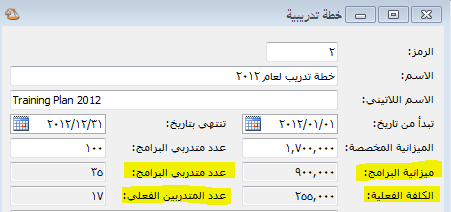 خطة تدريبية
الرمز: ٢
الاسم: خطة تدريب لعام ٢٠١٢
الاسم اللاتيني: Training Plan 2012
تبدأ من تاريخ: ٢٠١٢/٠١/٠١ تنتهي بتاريخ: ٢٠١٢/١٢/٣١
الميزانية المخصصة: ١,٧٠٠,٠٠٠ عدد متدربي البرامج: ١٠٠
ميزانية البرامج: ٩٠٠,٠٠٠ عدد متدربي البرامج: ٣٥
الكلفة الفعلية: ٢٥٥,٠٠٠ عدد المتدربين الفعلي: ١٧